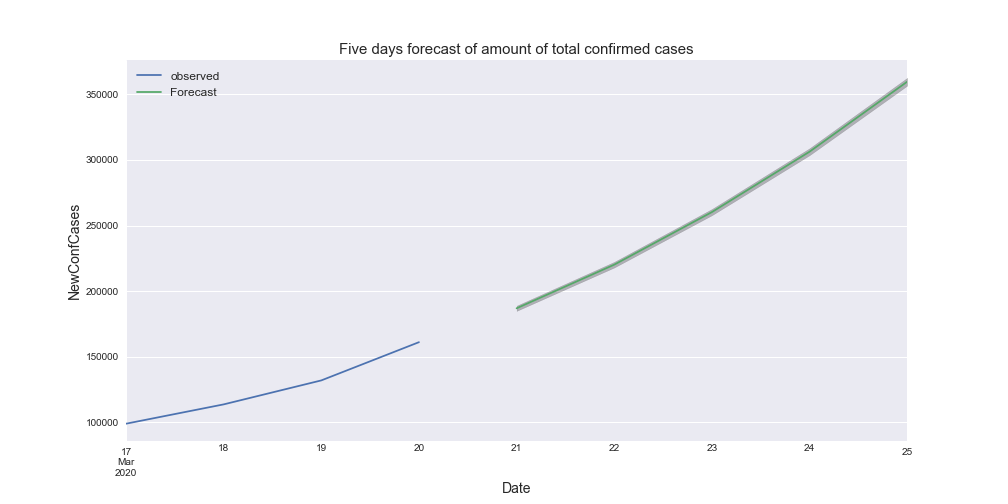 Five days forecast of amount of total confirmed cases
observed
Forecast
350000
300000
250000
200000
150000
100000
NewConfCases
17 18 19 20 21 22 23 24 25
Mar
2020
Date